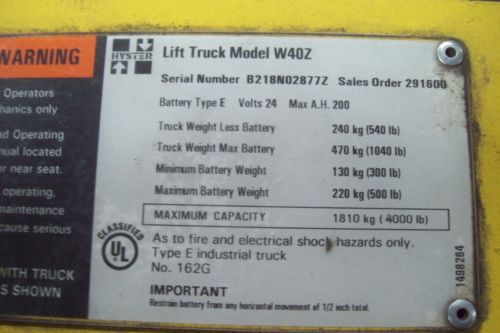 WARNING
Operators
hanics only
nd Operating
nual located
or near seat.
operating,
maintenance
cause serious
WITH TRUCK
S SHOWN
HYSTER
Lift Truck Model W40Z
Serial Number B218N02877Z Sales Order 291600
Battery Type E Volts 24 Max A.H. 200
Truck Weight Less Battery 240 kg (540 lb)
Truck Weight Max Battery 470 kg (1040 lb)
Minimum Battery Weight 130 kg (300 lb)
Maximum Battery Weight 220 kg (500 lb)
MAXIMUM CAPACITY 1810 kg (4000 lb)
CLASSIFIED
UL
As to fire and electrical shock hazards only.
Type E industrial truck
No. 162G
IMPORTANT
Restrain battery from any horizontal movement of 1/2 inch total.
1498264